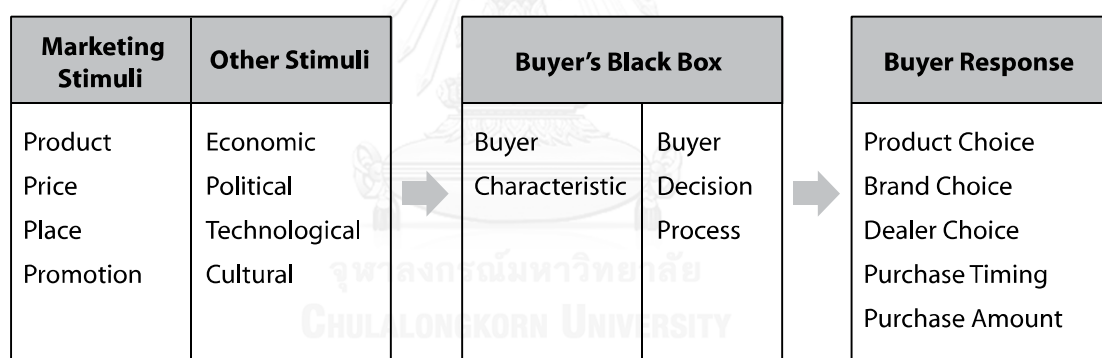 Marketing
Stimuli
Other Stimuli
Product
Price
Place
Promotion
Economic
Political
Technological
Cultural
Buyer’s Black Box
Buyer
Characteristic
Buyer
Decision
Process
Buyer Response
Product Choice
Brand Choice
Dealer Choice
Purchase Timing
Purchase Amount
จุฬาลงกรณ์มหาวิทยาลัย
CHULALONGKORN UNIVERSITY